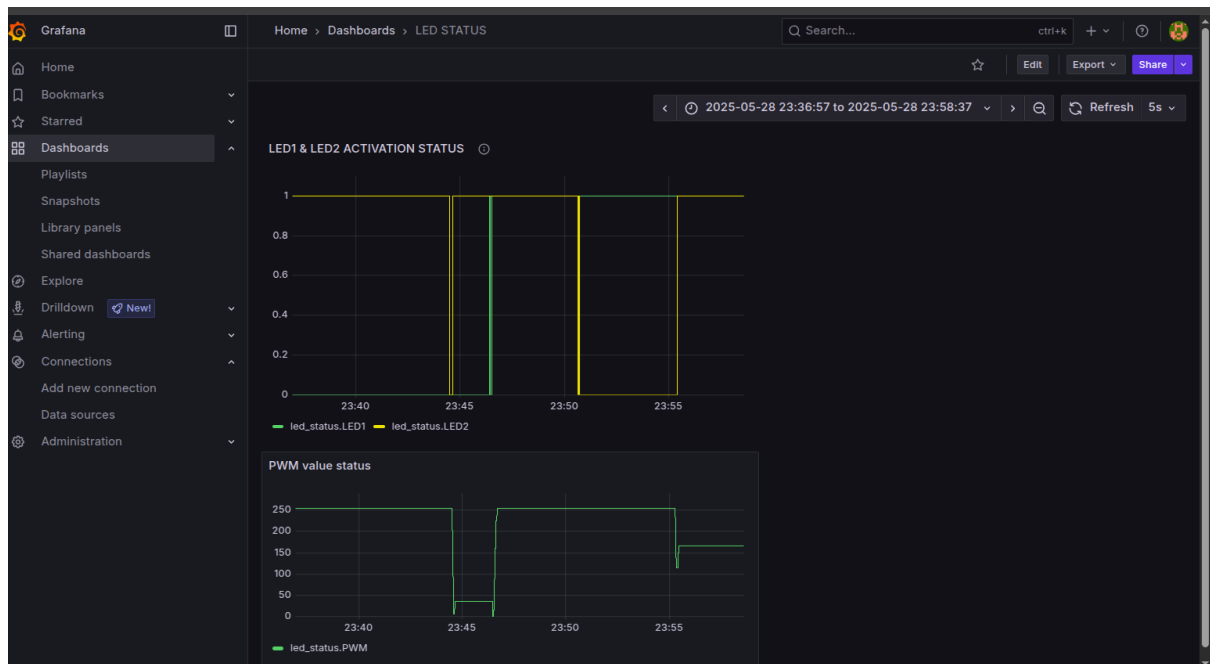 Grafana
Home › Dashboards › LED STATUS
Search...
ctrl+k
Home
Bookmarks
Starred
Dashboards
Playlists
Snapshots
Library panels
Shared dashboards
Explore
Drilldown New!
Alerting
Connections
Add new connection
Data sources
Administration
Edit
Export
Share
2025-05-28 23:36:57 to 2025-05-28 23:58:37
Refresh 5s
LED1 & LED2 ACTIVATION STATUS
1
0.8
0.6
0.4
0.2
0
23:40 23:45 23:50 23:55
led_status.LED1 led_status.LED2
PWM value status
250
200
150
100
50
0
23:40 23:45 23:50 23:55
led_status.PWM